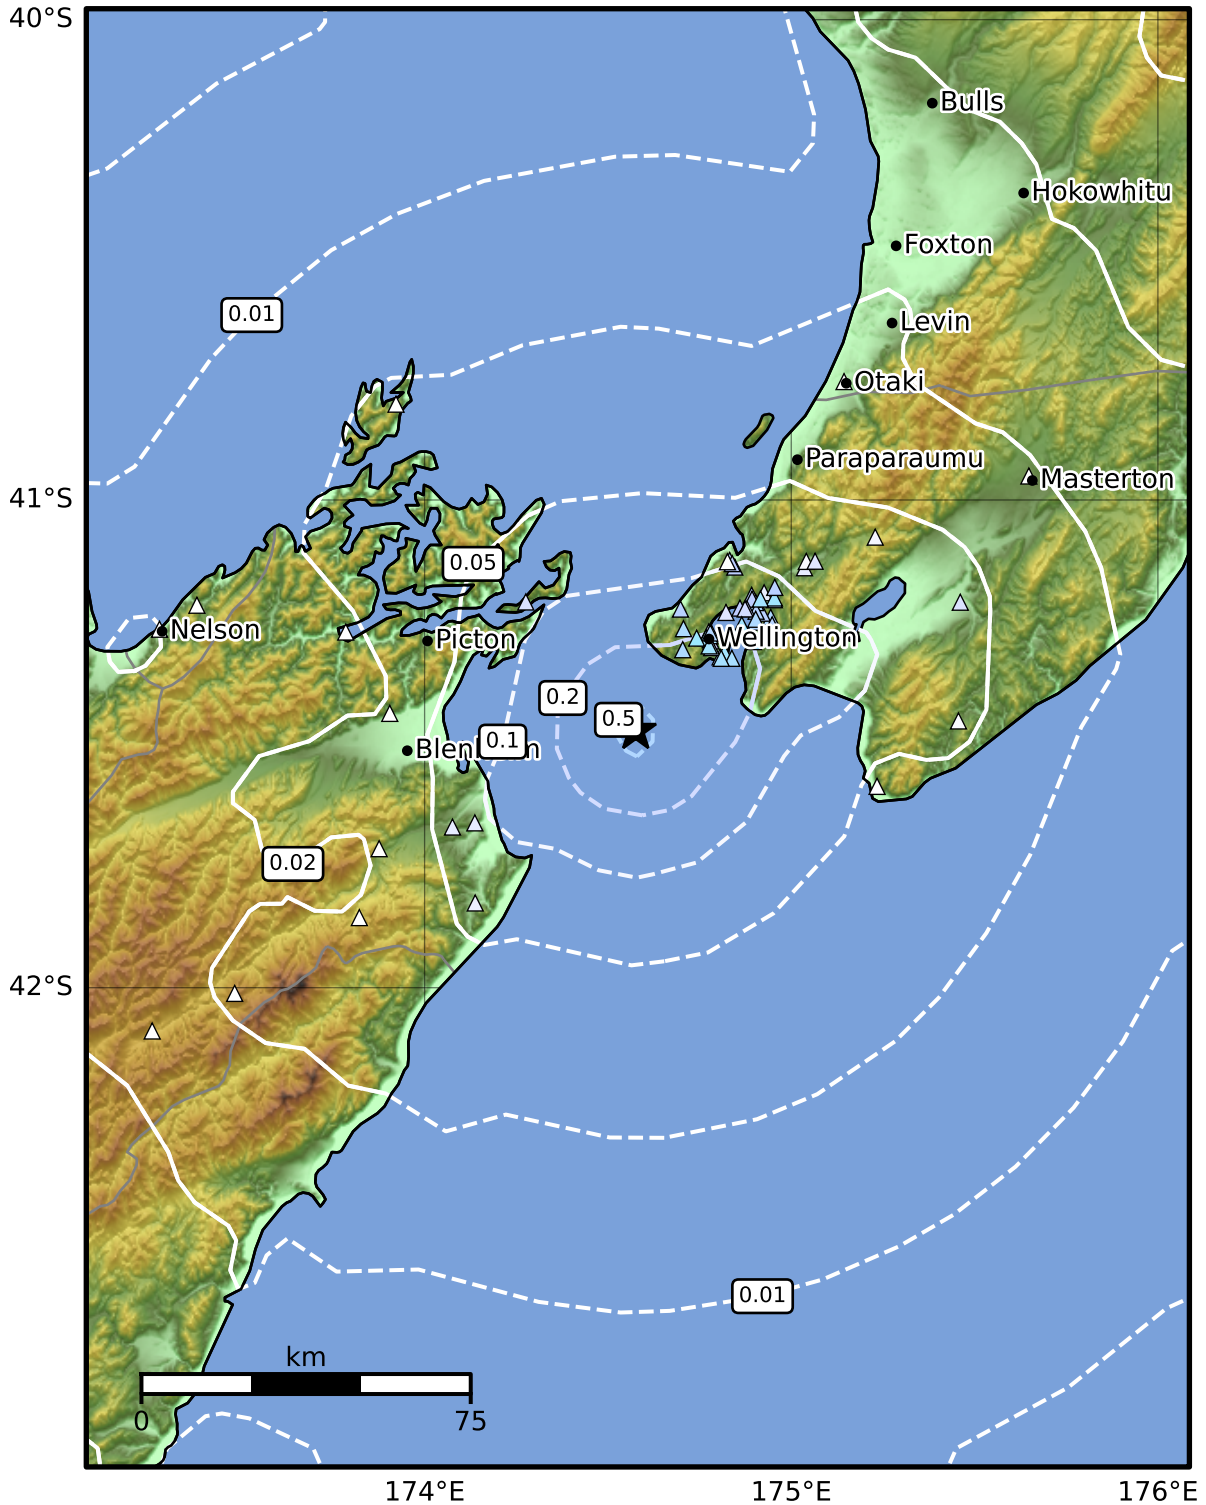 40°S
Bulls
Hokowhitu
Foxton
0.01
Levin
Otaki
Paraparaumu
Masterton
41°S
0.05
Nelson
Picton
Wellington
0.2
0.5
0.1
Blenheim
0.02
42°S
0.01
km
0 75
174°E 175°E 176°E